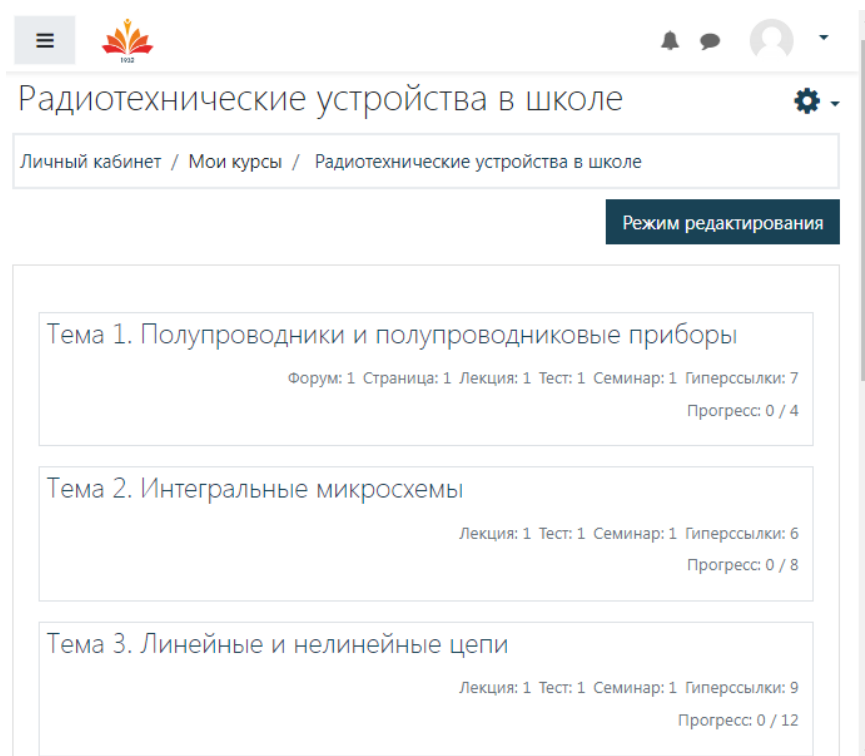 1932
Радиотехнические устройства в школе
Личный кабинет / Мои курсы / Радиотехнические устройства в школе
Режим редактирования
Тема 1. Полупроводники и полупроводниковые приборы
Форум: 1 Страница: 1 Лекция: 1 Тест: 1 Семинар: 1 Гиперссылки: 7
Прогресс: 0 / 4
Тема 2. Интегральные микросхемы
Лекция: 1 Тест: 1 Семинар: 1 Гиперссылки: 6
Прогресс: 0 / 8
Тема 3. Линейные и нелинейные цепи
Лекция: 1 Тест: 1 Семинар: 1 Гиперссылки: 9
Прогресс: 0 / 12